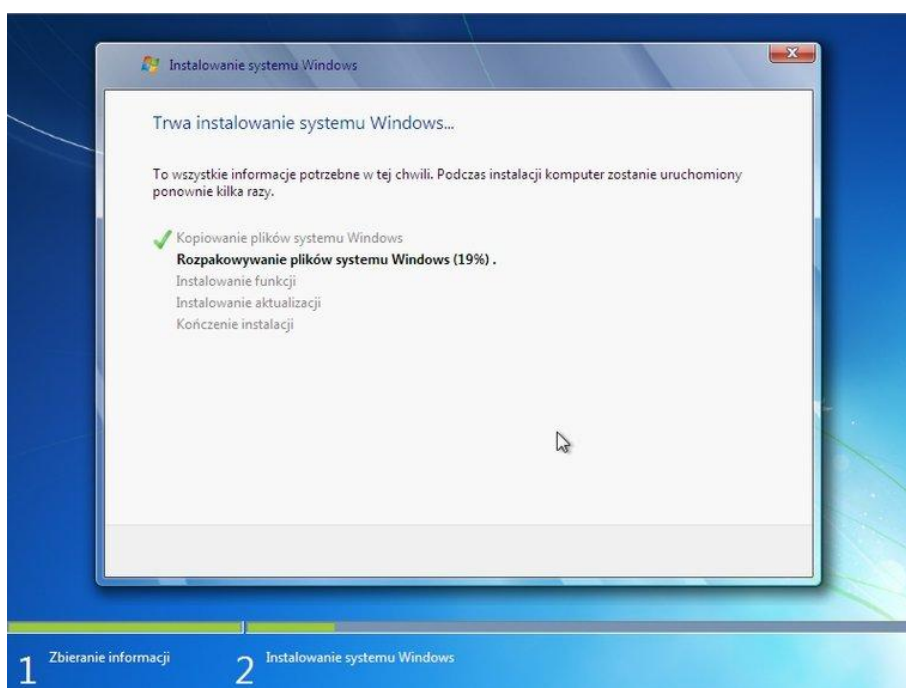 Instalowanie systemu Windows
Trwa instalowanie systemu Windows...
To wszystkie informacje potrzebne w tej chwili. Podczas instalacji komputer zostanie uruchomiony
ponownie kilka razy.
Kopiowanie plików systemu Windows
Rozpakowywanie plików systemu Windows (19%) .
Instalowanie funkcji
Instalowanie aktualizacji
Kończenie instalacji
1 Zbieranie informacji
2 Instalowanie systemu Windows